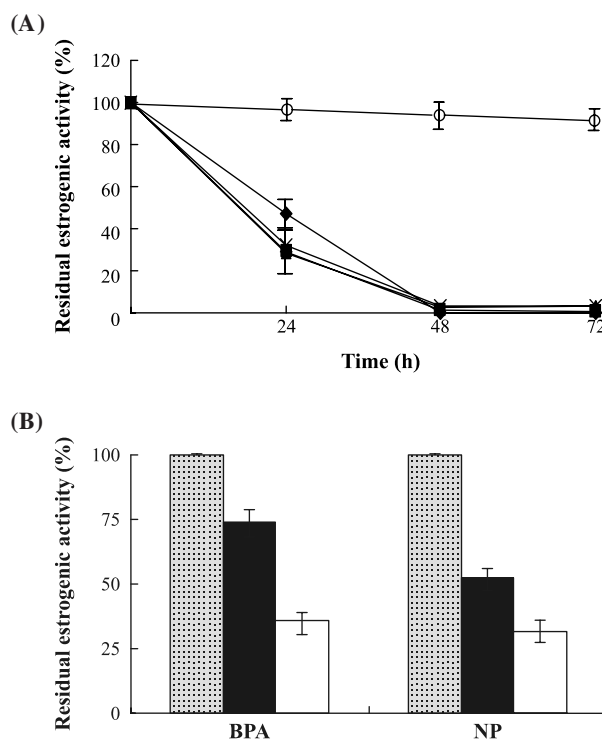 (A)
Residual estrogenic activity (%)
120
100
80
60
40
20
0
24
48
72
Time (h)
(B)
Residual estrogenic activity (%)
100
75
50
25
0
BPA
NP